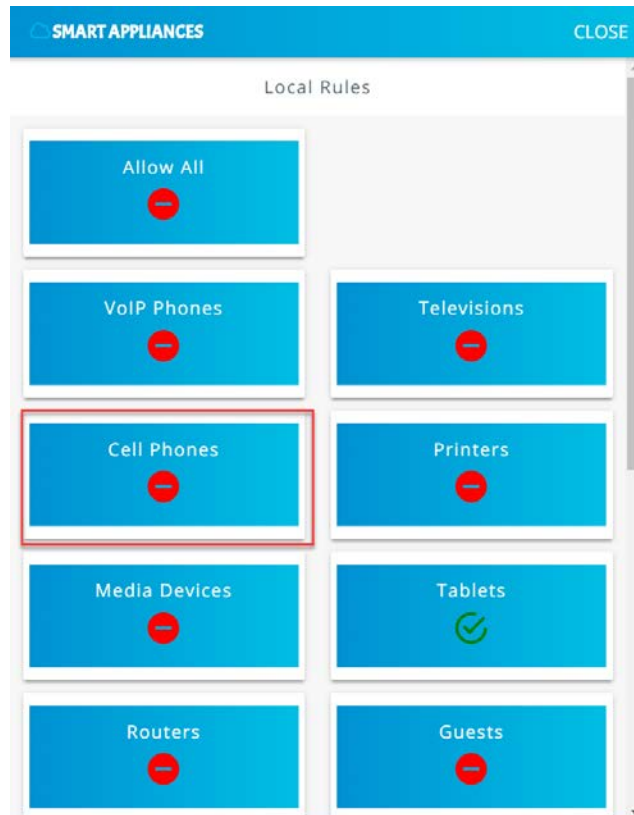 SMART APPLIANCES CLOSE
Local Rules
Allow All
VoIP Phones Televisions
Cell Phones Printers
Media Devices Tablets
Routers Guests